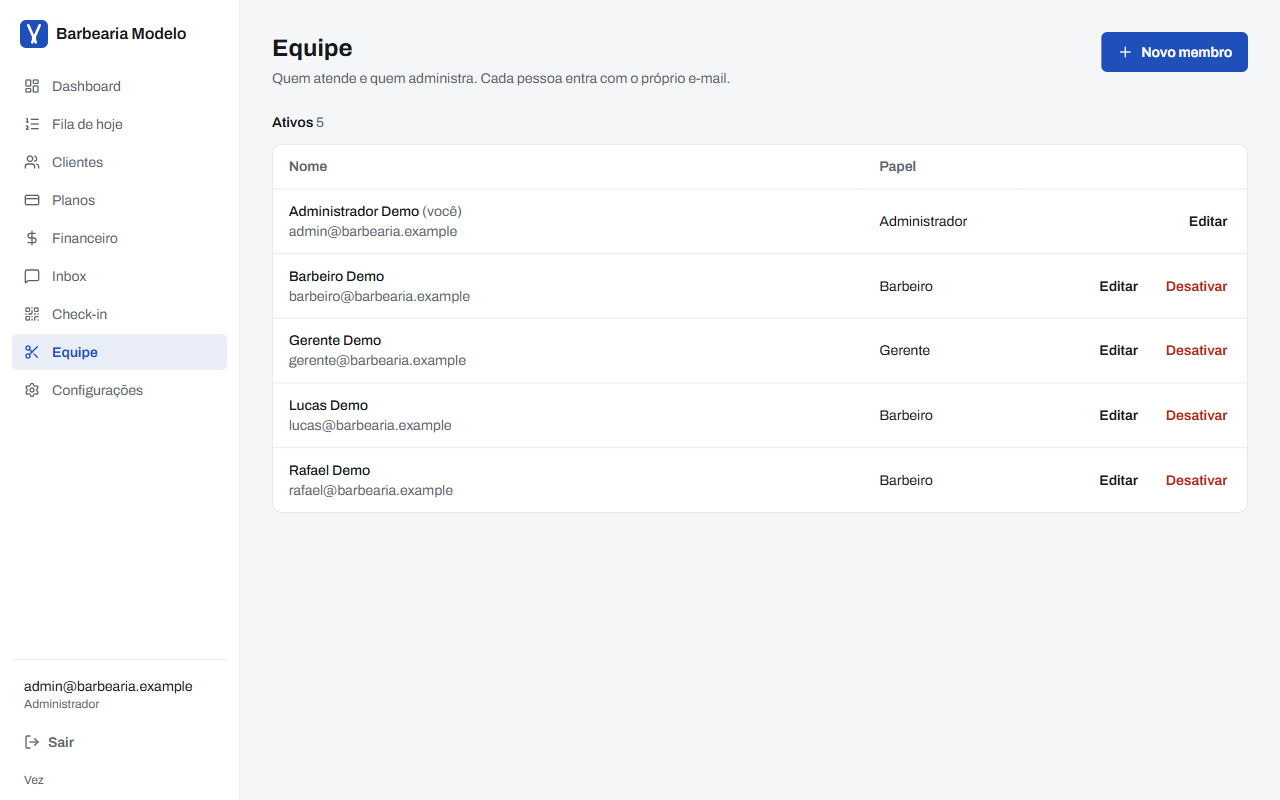 Barbearia Modelo
Dashboard
Fila de hoje
Clientes
Planos
Financeiro
Inbox
Check-in
Equipe
Configurações
admin@barbearia.example
Administrador
Sair
Vez
Equipe
Quem atende e quem administra. Cada pessoa entra com o próprio e-mail.
Novo membro
Ativos 5
Nome Papel
Administrador Demo (você)
admin@barbearia.example
Administrador Editar
Barbeiro Demo
barbeiro@barbearia.example
Barbeiro Editar Desativar
Gerente Demo
gerente@barbearia.example
Gerente Editar Desativar
Lucas Demo
lucas@barbearia.example
Barbeiro Editar Desativar
Rafael Demo
rafael@barbearia.example
Barbeiro Editar Desativar